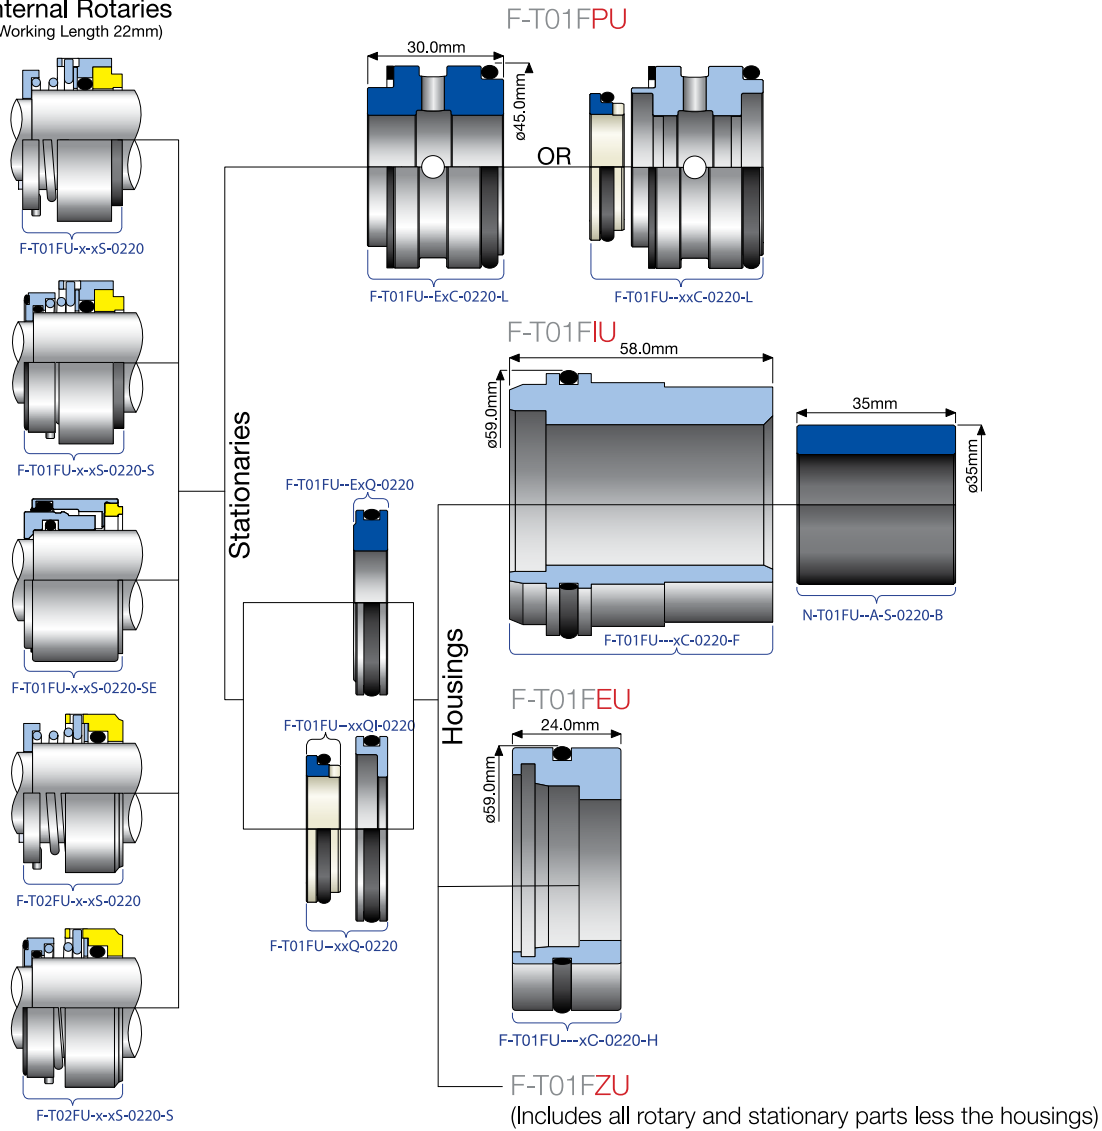 nternal Rotaries
Working Length 22mm)
F-T01FU-x-xS-0220
F-T01FU-x-xS-0220-S
F-T01FU-x-xS-0220-SE
F-T02FU-x-xS-0220
F-T02FU-x-xS-0220-S
Stationaries
F-T01FPU
30.0mm
ø45.0mm
OR
F-T01FU--ExC-0220-L
F-T01FU--xxC-0220-L
F-T01FU--ExQ-0220
F-T01FU–xxQI-0220
F-T01FU–xxQ-0220
Housings
F-T01FIU
58.0mm
ø59.0mm
F-T01FU---xC-0220-F
35mm
ø35mm
N-T01FU--A-S-0220-B
F-T01FEU
24.0mm
ø59.0mm
F-T01FU---xC-0220-H
F-T01FZU
(Includes all rotary and stationary parts less the housings)